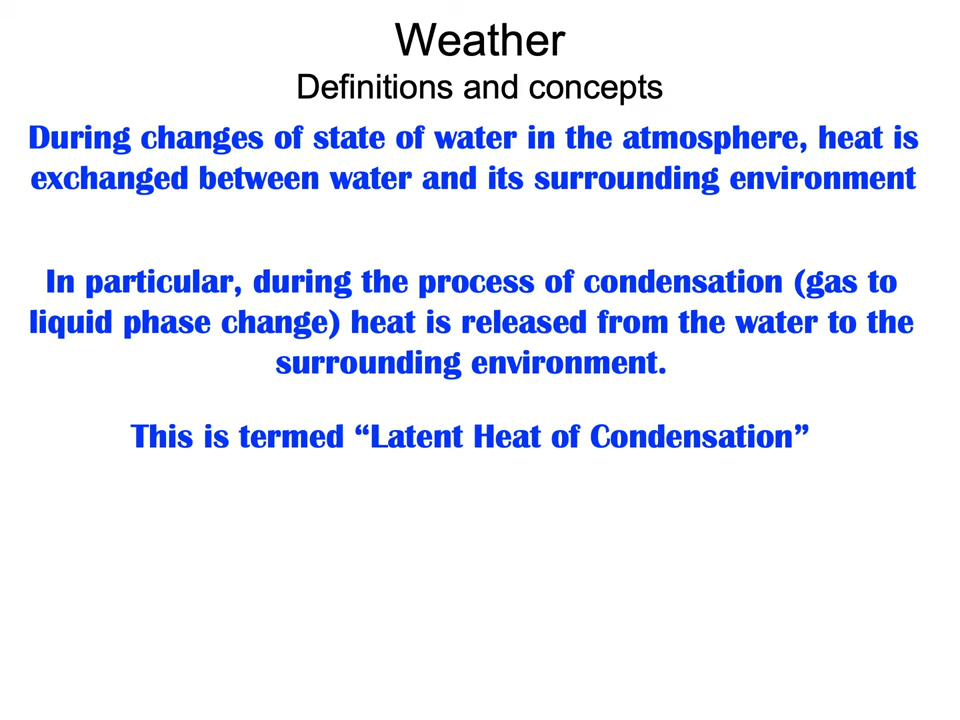 Weather
Definitions and concepts
During changes of state of water in the atmosphere, heat is
exchanged between water and its surrounding environment
In particular, during the process of condensation (gas to
liquid phase change) heat is released from the water to the
surrounding environment.
This is termed “Latent Heat of Condensation”